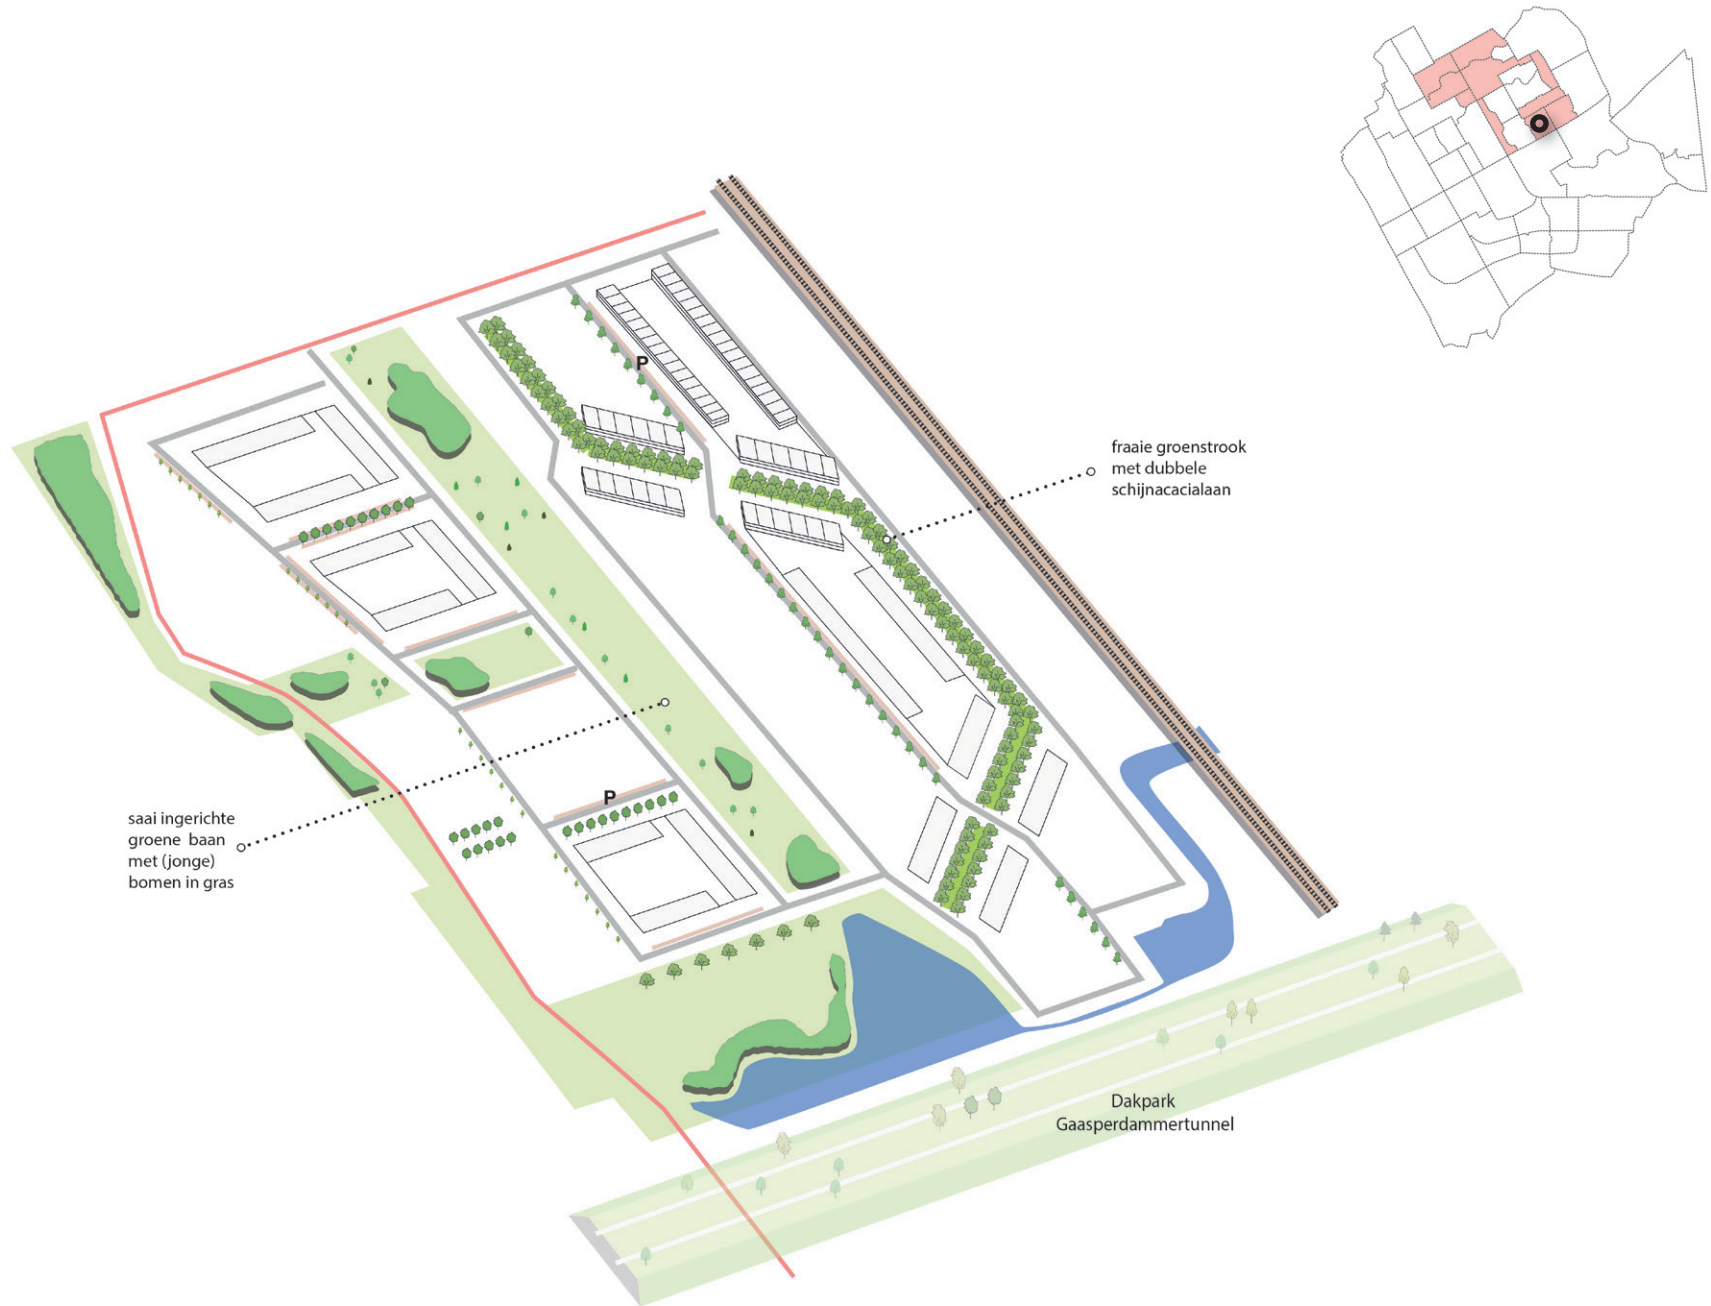 P
fraaie groenstrook
met dubbele
schijnacacialaan
P
saai ingerichte
groene baan
met (jonge)
bomen in gras
Dakpark
Gaasperdammertunnel